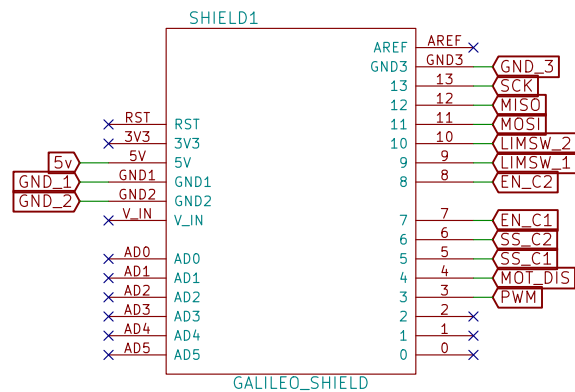 SHIELD1
AREF AREF
GND3 GND3 GND_3
13 13 SCK
12 12 MISO
11 11 MOSI
RST RST 10 10 LIMSW_2
3V3 3V3
5v 5V 5V 9 9 LIMSW_1
GND_1 GND1 GND1 8 8 EN_C2
GND_2 GND2 GND2
V_IN V_IN 7 7 EN_C1
6 6 SS_C2
AD0 AD0 5 5 SS_C1
AD1 AD1 4 4 MOT_DIS
AD2 AD2 3 3 PWM
AD3 AD3 2 2
AD4 AD4 1 1
AD5 AD5 0 0
GALILEO_SHIELD